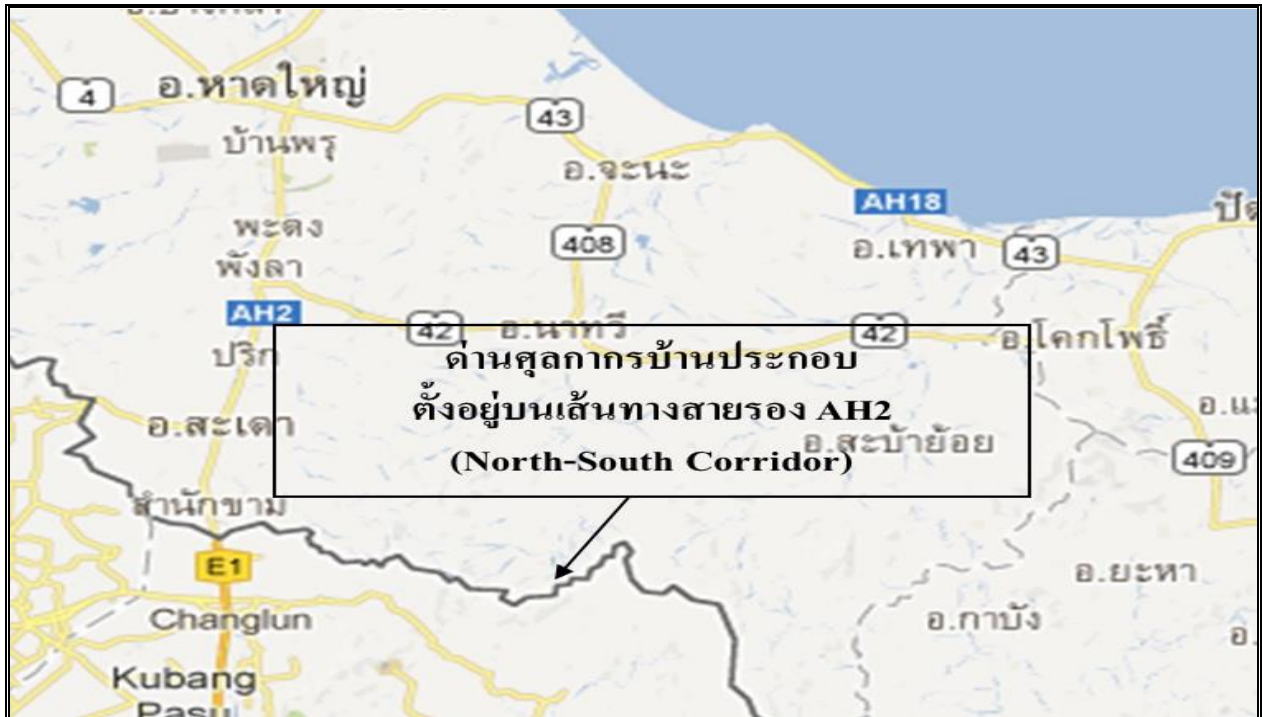 4
อ.หาดใหญ่
43
บ้านพรุ
อ.จะนะ
AH18
พะตง
408
อ.เทพา
43
พังลา
AH2
42
อ.นาทวี
42
อ.โคกโพธิ์
ปริก
ด่านศุลกากรบ้านประกอบ
ตั้งอยู่บนเส้นทางสายรอง AH2
(North-South Corridor)
อ.สะเดา
อ.สะบ้าย้อย
409
สำนักขาม
E1
อ.ยะหา
Changlun
อ.กาบัง
Kubang
Pasu